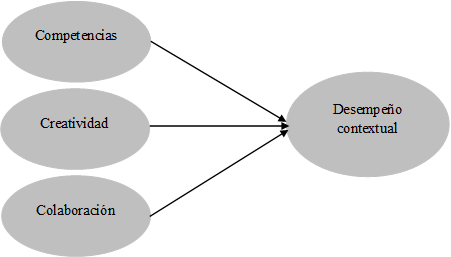 Competencias
Creatividad
Colaboración
Desempeño
contextual